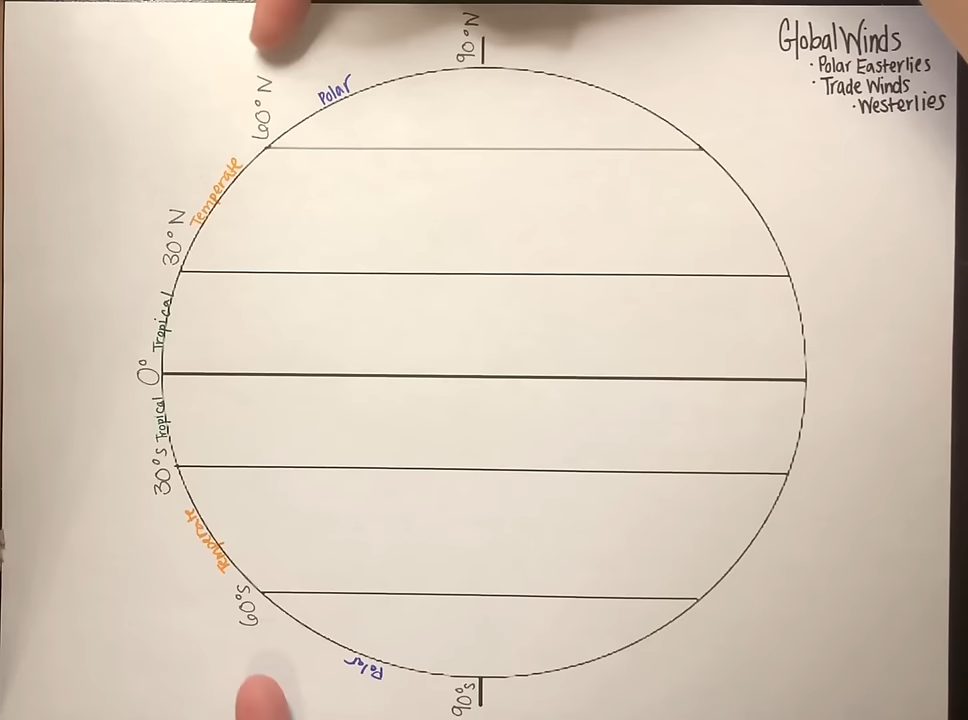 Global Winds
· Polar Easterlies
· Trade Winds
· Westerlies
90°N
Polar
60°N
Temperate
30°N
Tropical
0°
Tropical
30°S
Temperate
60°S
Polar
90°S